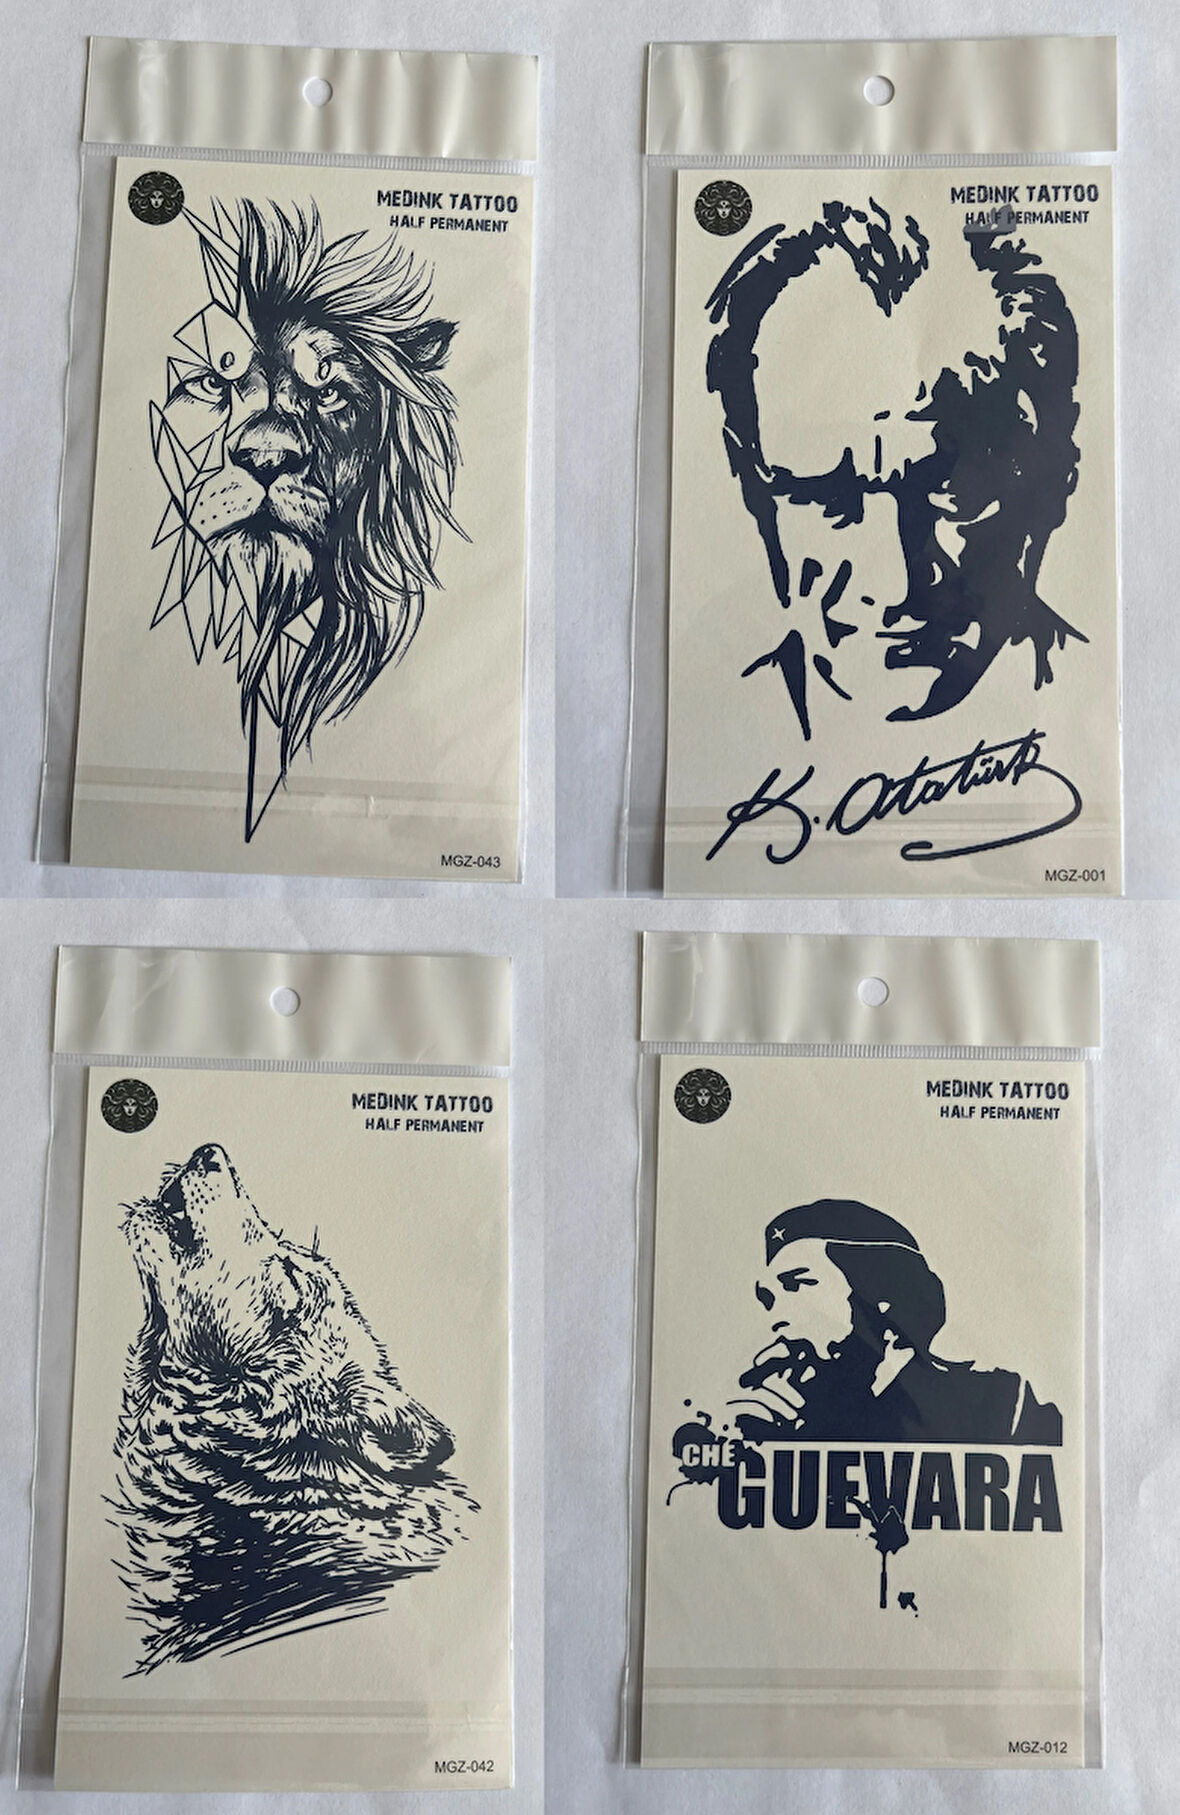 MEDINK TATTOO
HALF PERMANENT
MGZ-043
MEDINK TATTOO
HALF PERMANENT
K. Atatürk
MGZ-001
MEDINK TATTOO
HALF PERMANENT
MGZ-042
MEDINK TATTOO
HALF PERMANENT
CHE
GUEVARA
MGZ-012